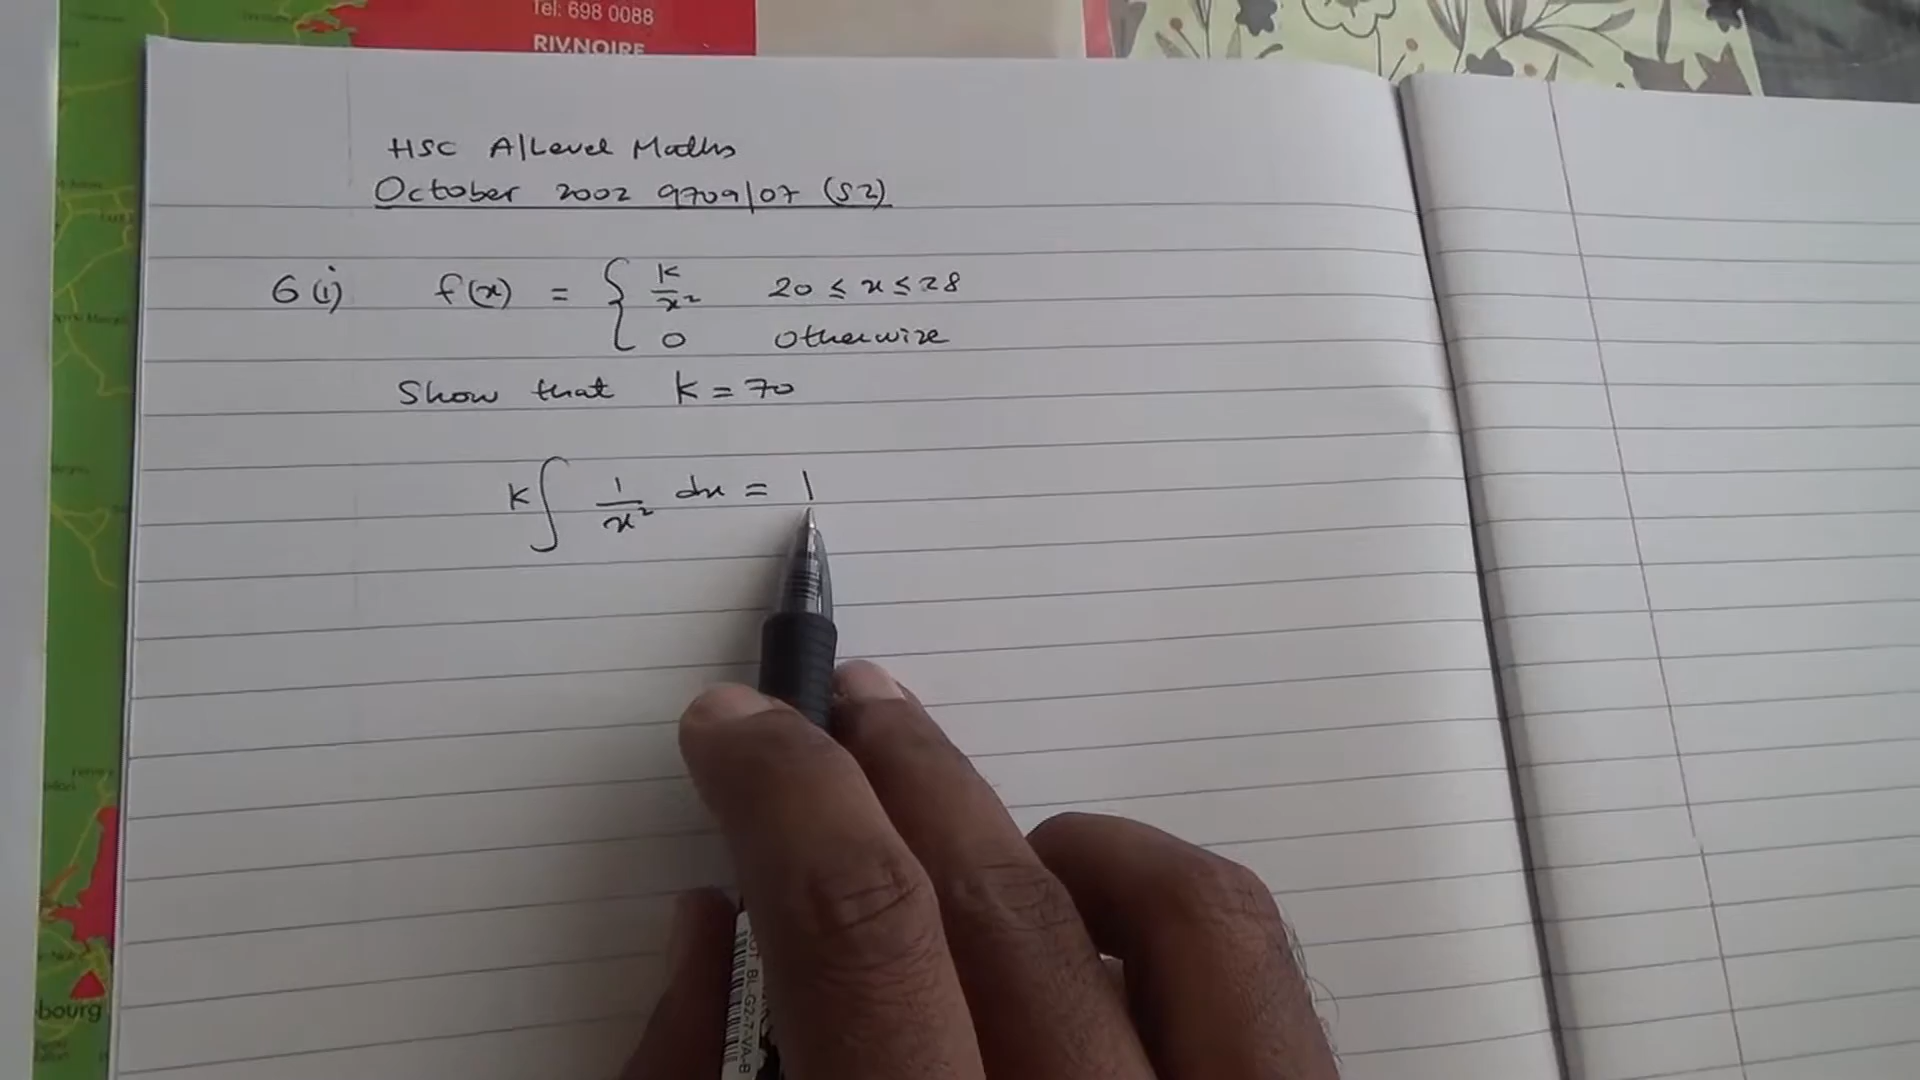 Tel: 698 0088
RIV.NOIRE
HSC A/Level Maths
October 2002 9709/07 (S2)
6 (i) f(x) = { k/x² 20 ≤ x ≤ 28
0 otherwise
Show that k = 70
k ∫ 1/x² dx = 1
bourg